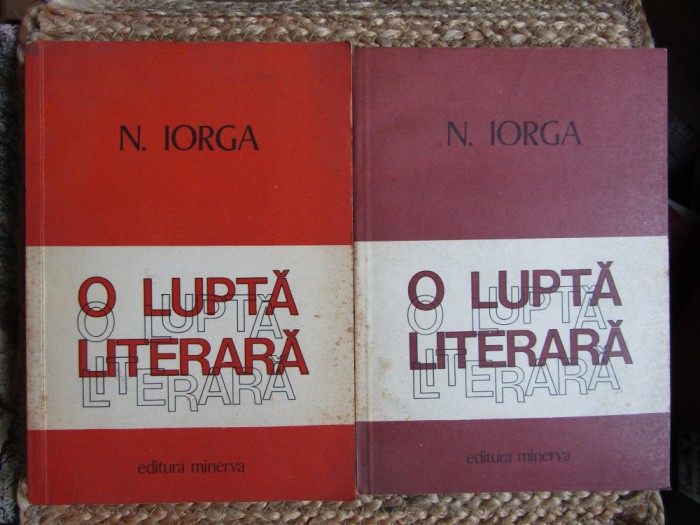 N. IORGA
O LUPTĂ
O LUPTĂ
LITERARĂ
LITERARĂ
editura minerva
N. IORGA
O LUPTĂ
O LUPTĂ
LITERARĂ
LITERARĂ
editura minerva